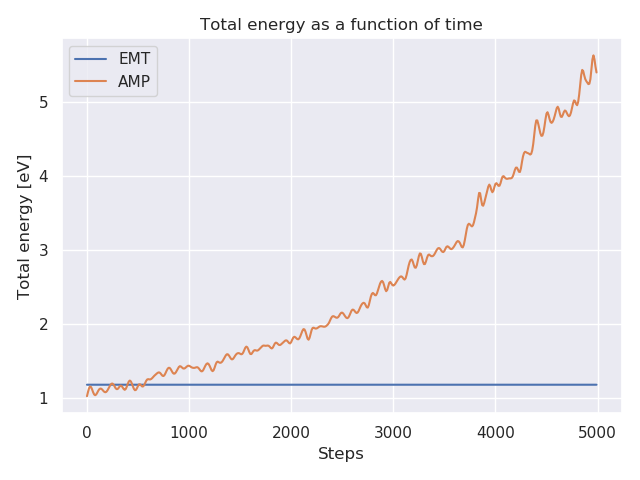 Total energy as a function of time
EMT
AMP
Total energy [eV]
5
4
3
2
1
0
1000
2000
3000
4000
5000
Steps